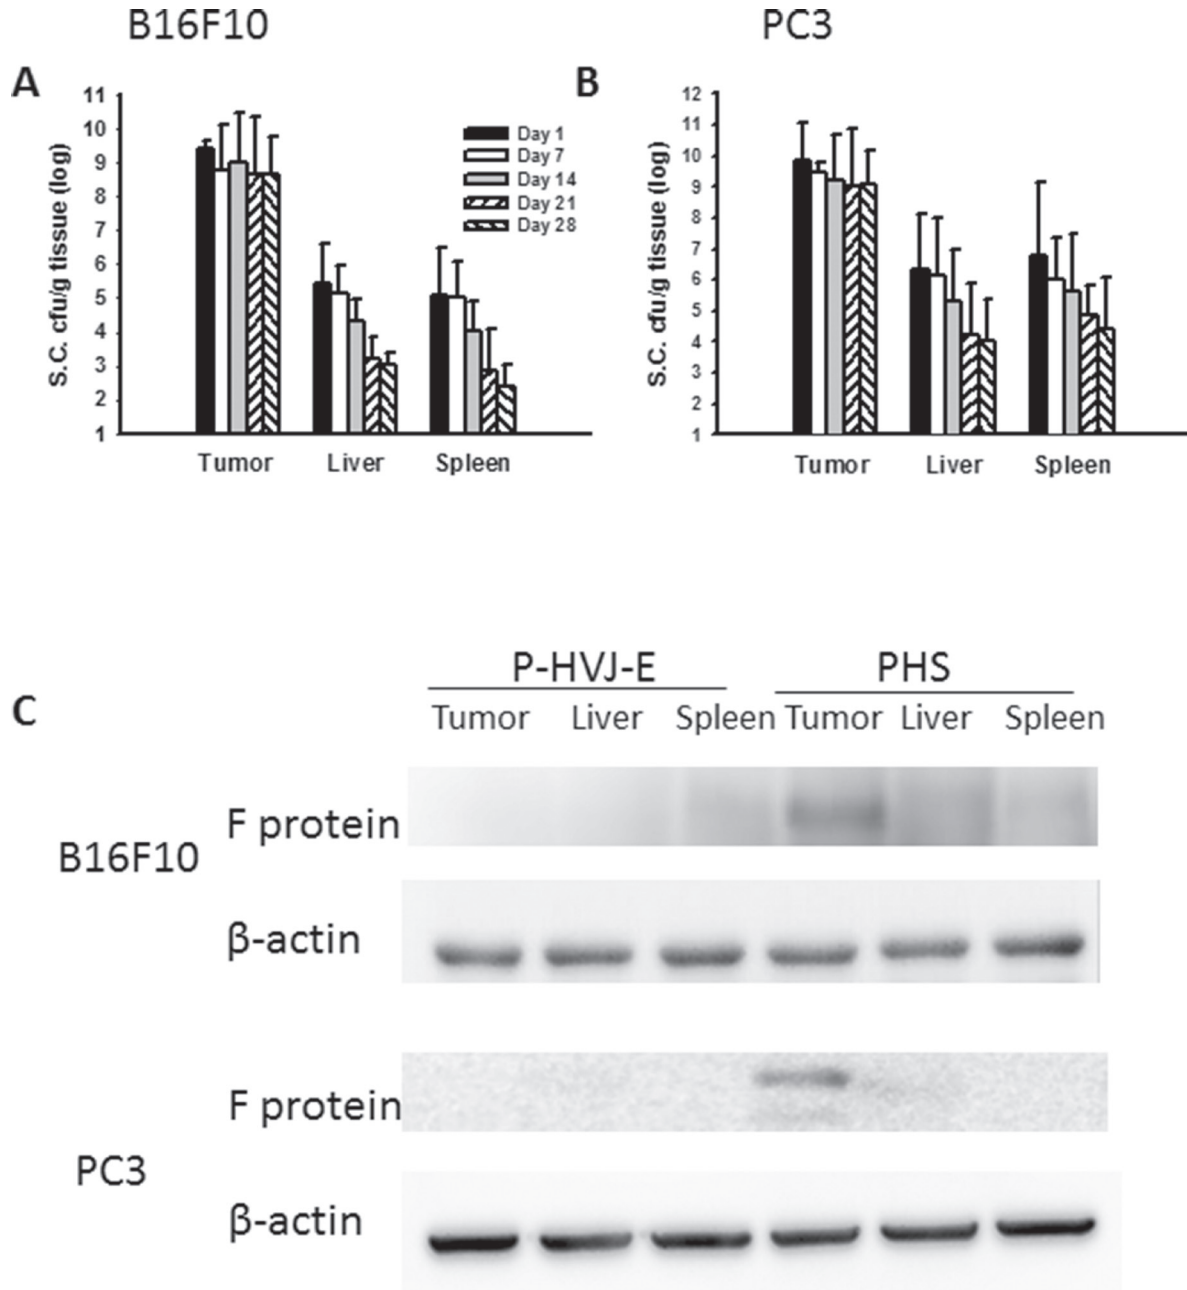 B16F10
PC3
A
S.C. cfu/g tissue (log)
11
10
9
8
7
6
5
4
3
2
1
Tumor Liver Spleen
Day 1
Day 7
Day 14
Day 21
Day 28
B
S.C. cfu/g tissue (log)
12
11
10
9
8
7
6
5
4
3
2
1
Tumor Liver Spleen
C
P-HVJ-E PHS
Tumor Liver Spleen Tumor Liver Spleen
B16F10
F protein
β-actin
PC3
F protein
β-actin